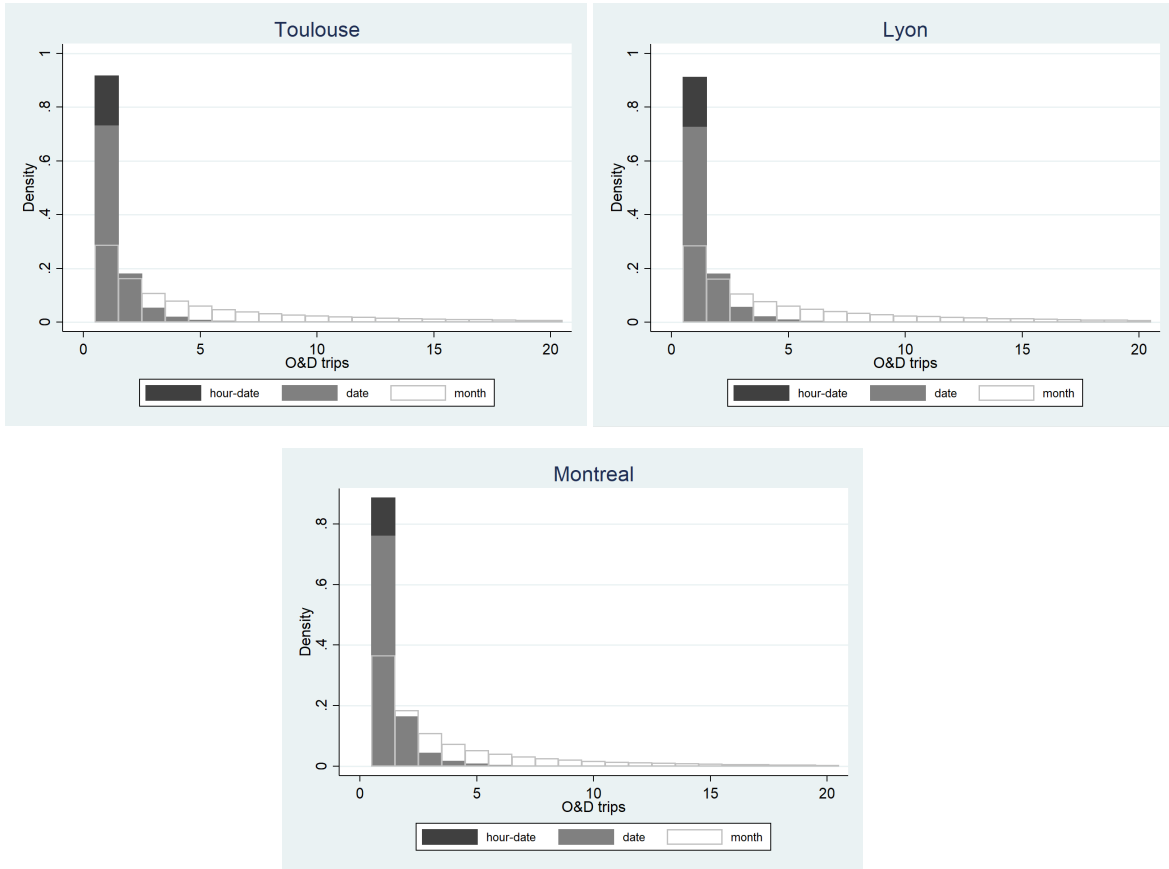 Toulouse
Density
1
.8
.6
.4
.2
0
0 5 10 15 20
O&D trips
hour-date date month
Lyon
Density
1
.8
.6
.4
.2
0
0 5 10 15 20
O&D trips
hour-date date month
Montreal
Density
.8
.6
.4
.2
0
0 5 10 15 20
O&D trips
hour-date date month